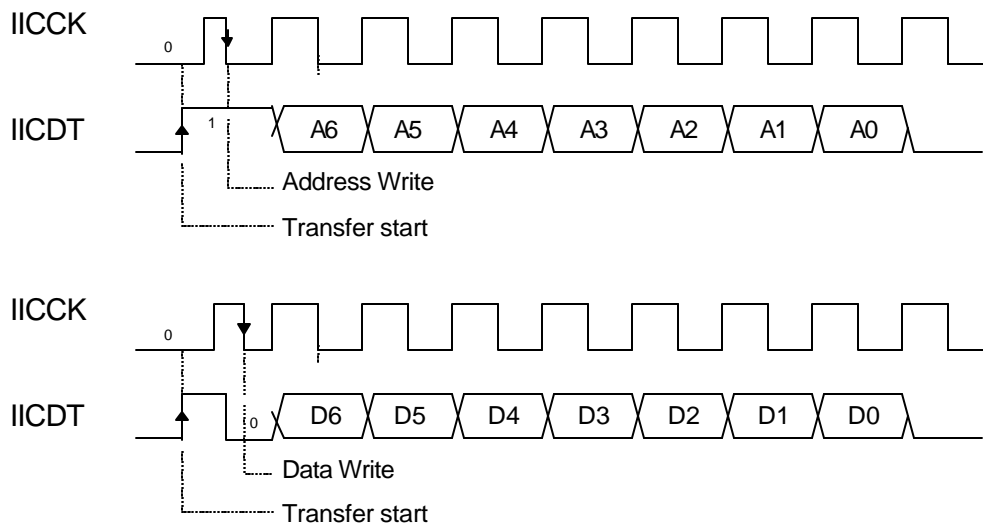 IICCK
0
IICDT
1
A6 A5 A4 A3 A2 A1 A0
Address Write
Transfer start
IICCK
0
IICDT
0
D6 D5 D4 D3 D2 D1 D0
Data Write
Transfer start